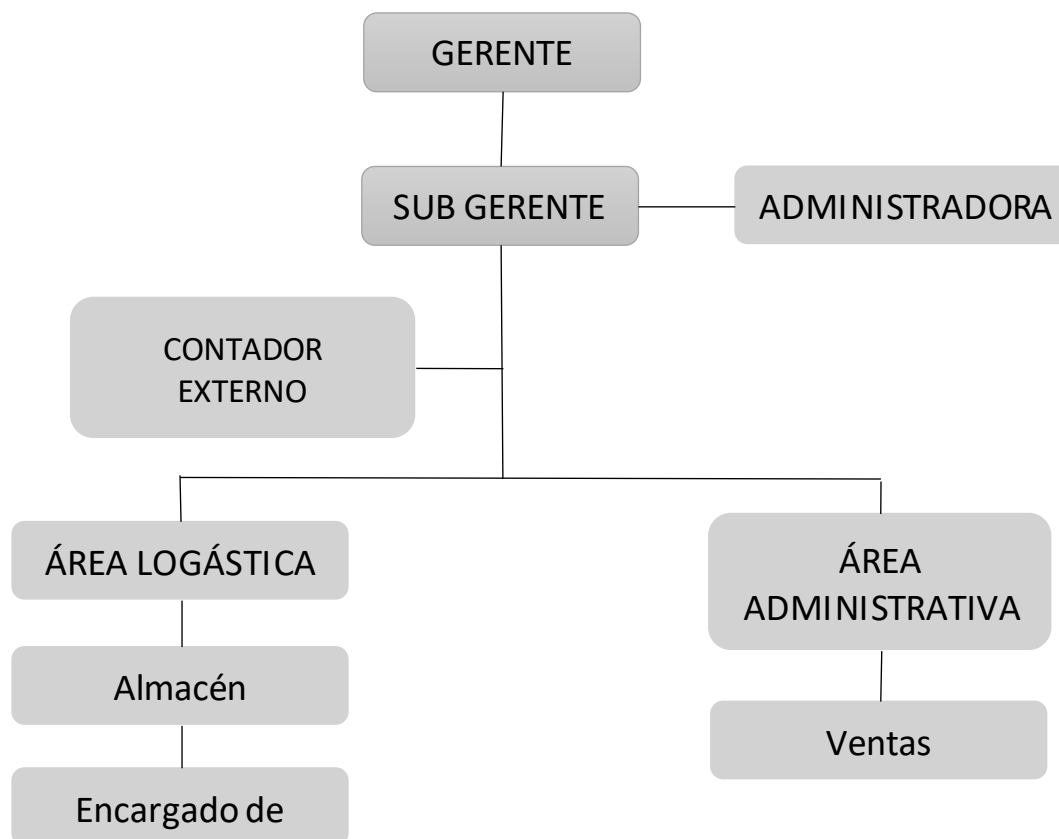 GERENTE
SUB GERENTE
ADMINISTRADORA
CONTADOR
EXTERNO
ÁREA LOGÁSTICA
ÁREA
ADMINISTRATIVA
Almacén
Ventas
Encargado de